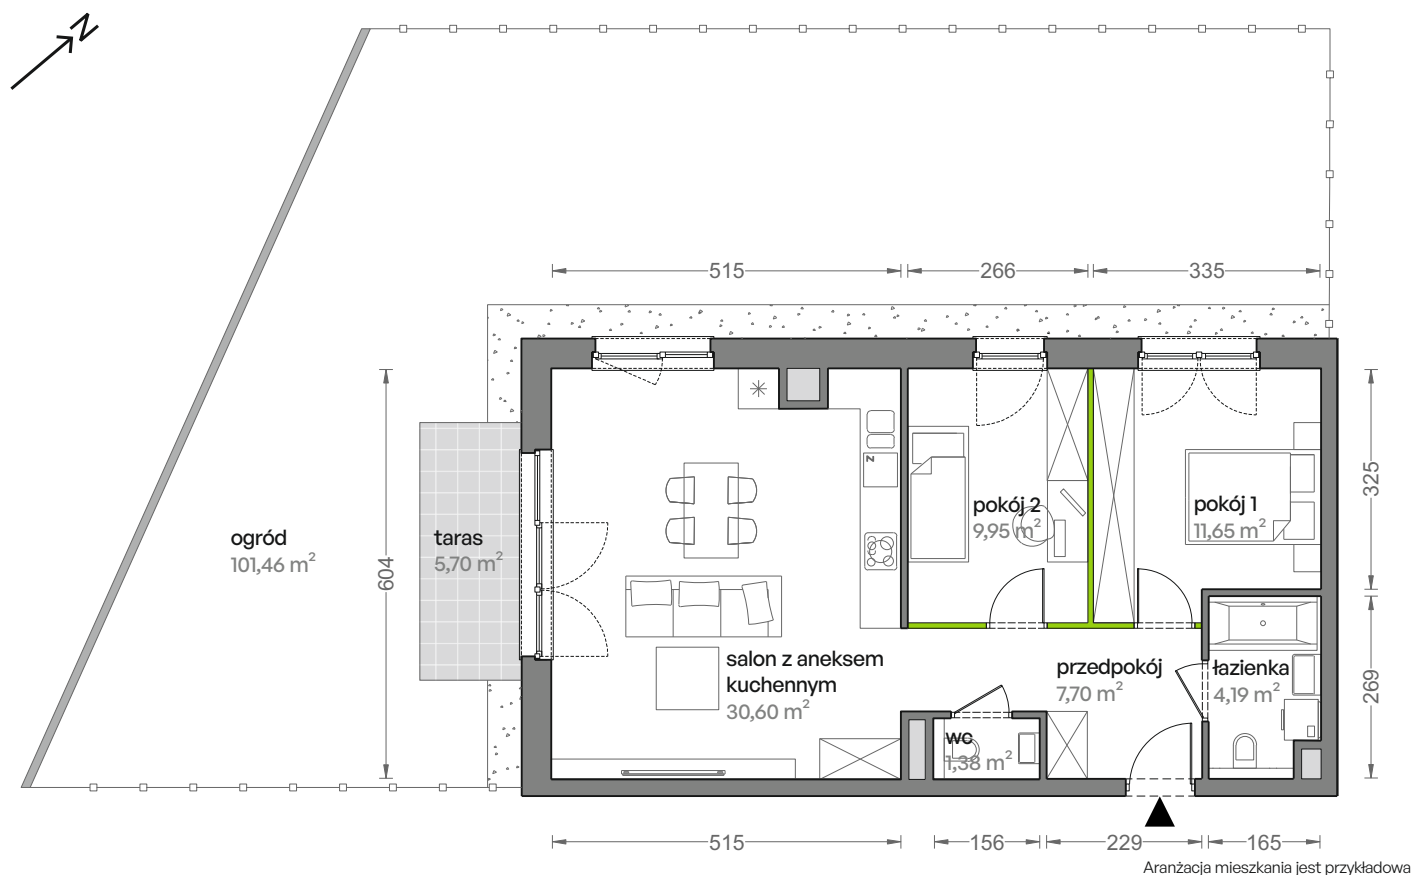 N
515
266
335
325
604
269
ogród
101,46 m²
taras
5,70 m²
pokój 2
9,95 m²
pokój 1
11,65 m²
z
salon z aneksem
kuchennym
30,60 m²
przedpokój
7,70 m²
łazienka
4,19 m²
wc
1,38 m²
515
156
229
165
Aranżacja mieszkania jest przykładowa